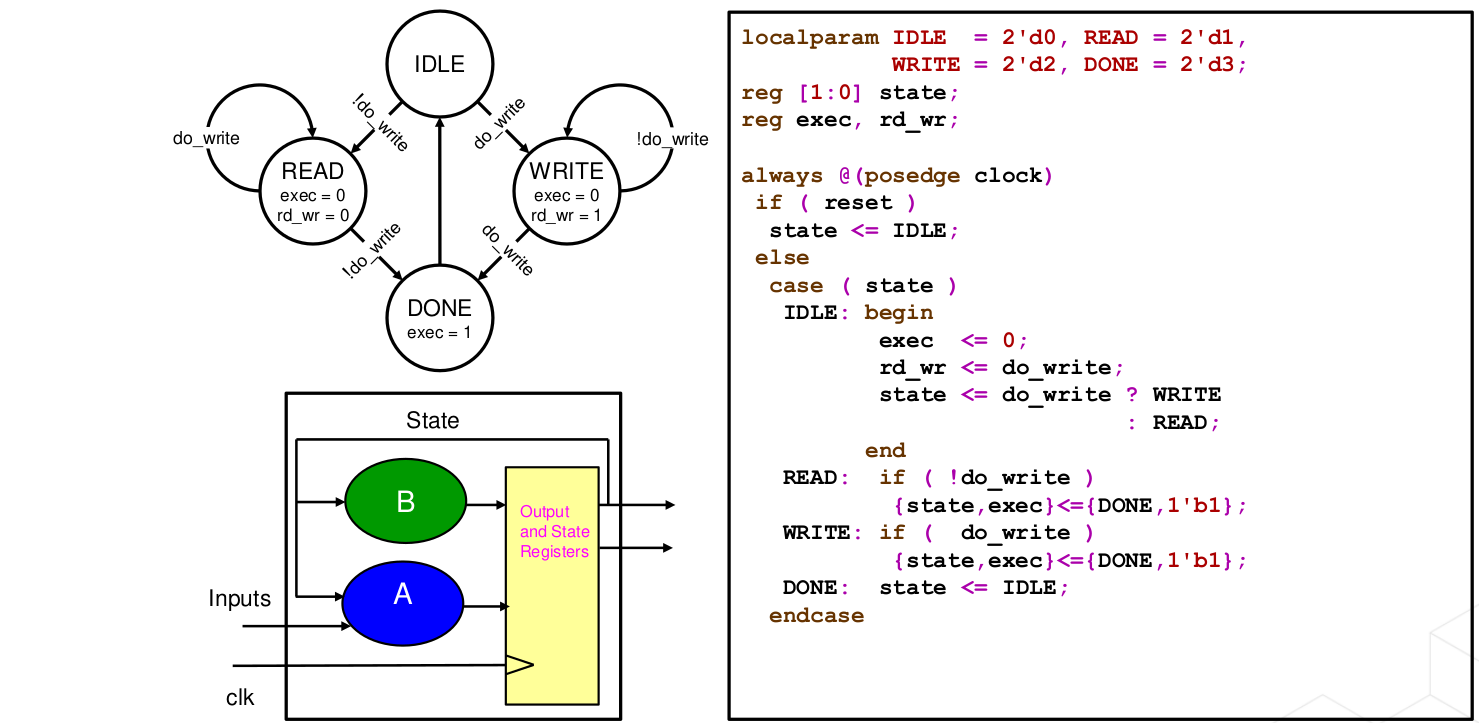 IDLE
!do_write
do_write
do_write
!do_write
READ
exec = 0
rd_wr = 0
WRITE
exec = 0
rd_wr = 1
!do_write
do_write
DONE
exec = 1
State
B
A
Output
and State
Registers
Inputs
clk
localparam IDLE  = 2'd0, READ = 2'd1,
           WRITE = 2'd2, DONE = 2'd3;
reg [1:0] state;
reg exec, rd_wr;
always @(posedge clock)
 if ( reset )
  state <= IDLE;
 else
  case ( state )
   IDLE: begin
          exec  <= 0;
          rd_wr <= do_write;
          state <= do_write ? WRITE
                            : READ;
         end
   READ:  if ( !do_write )
           {state,exec}<={DONE,1'b1};
   WRITE: if (  do_write )
           {state,exec}<={DONE,1'b1};
   DONE:  state <= IDLE;
  endcase